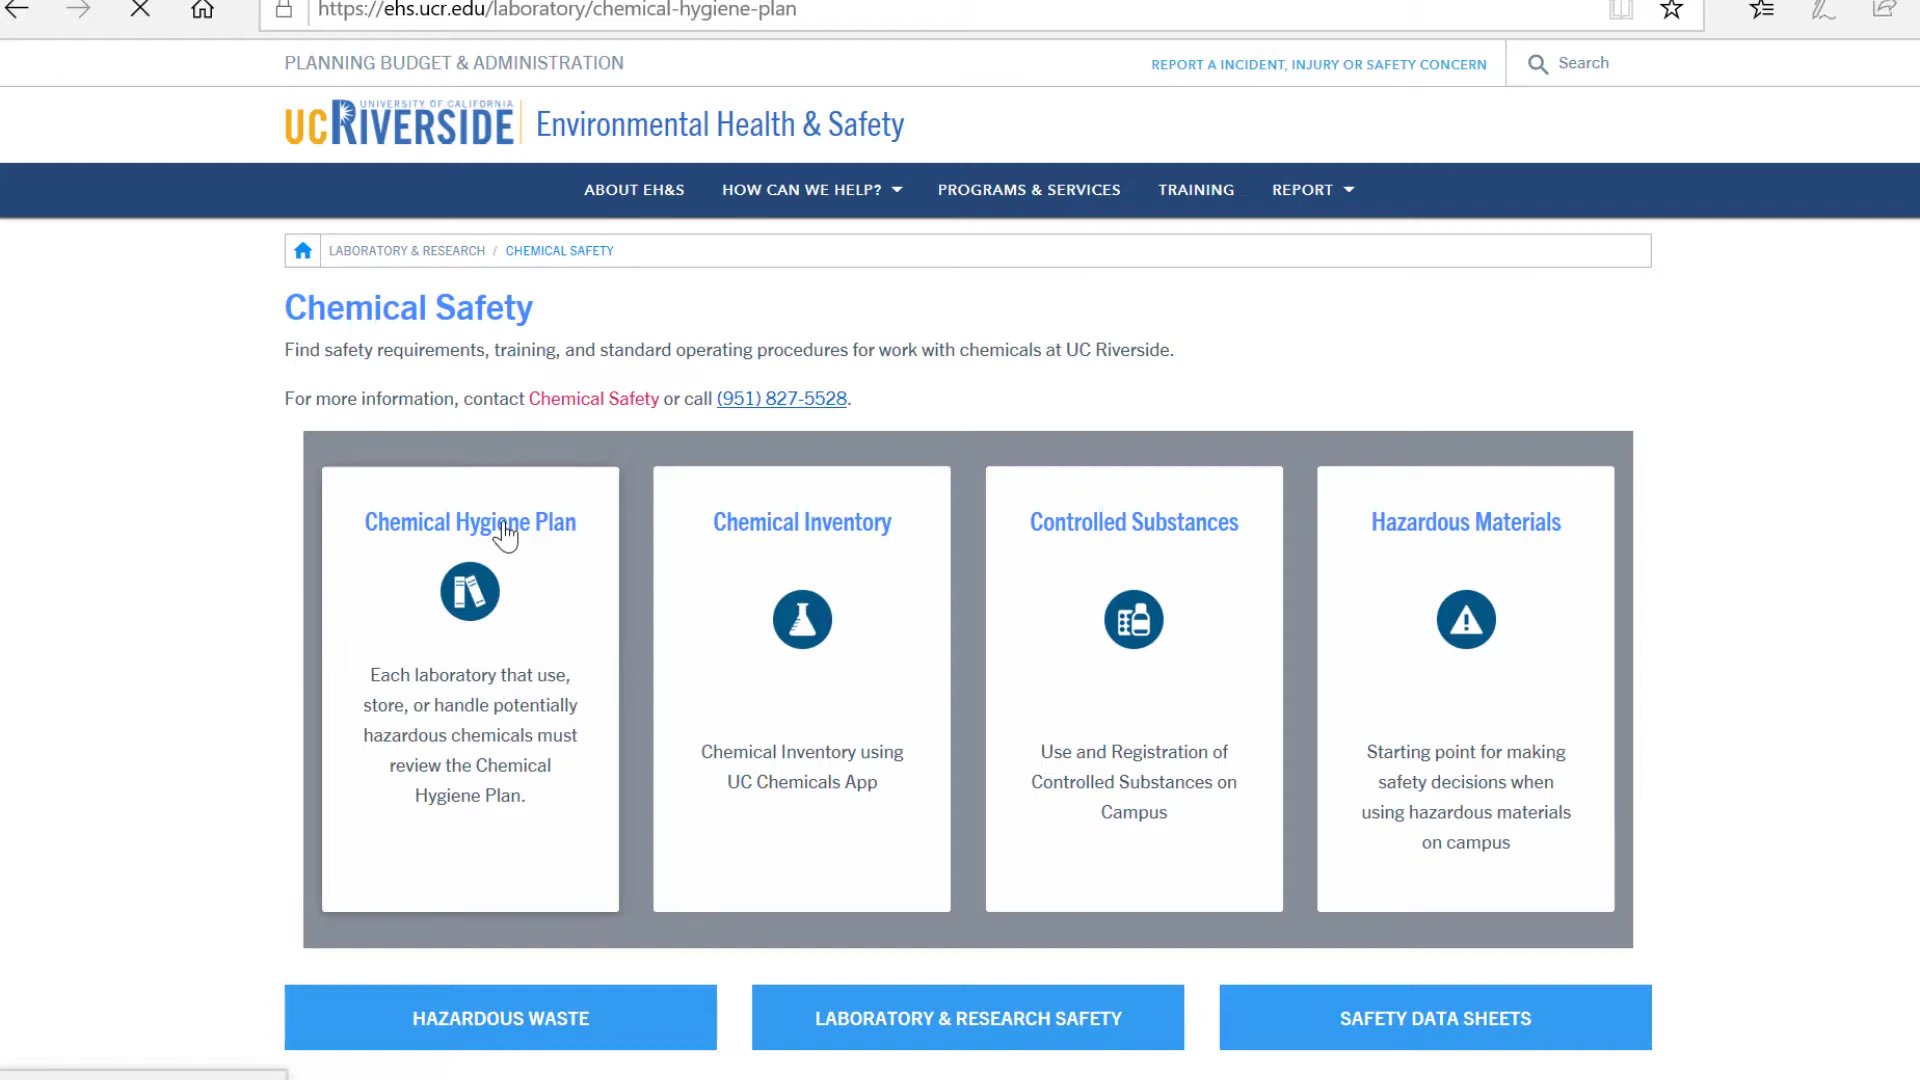 https://ehs.ucr.edu/laboratory/chemical-hygiene-plan
PLANNING BUDGET & ADMINISTRATION
REPORT A INCIDENT, INJURY OR SAFETY CONCERN
Search
UNIVERSITY OF CALIFORNIA
UC RIVERSIDE
Environmental Health & Safety
ABOUT EH&S
HOW CAN WE HELP?
PROGRAMS & SERVICES
TRAINING
REPORT
LABORATORY & RESEARCH / CHEMICAL SAFETY
Chemical Safety
Find safety requirements, training, and standard operating procedures for work with chemicals at UC Riverside.
For more information, contact Chemical Safety or call (951) 827-5528.
Chemical Hygiene Plan
Each laboratory that use,
store, or handle potentially
hazardous chemicals must
review the Chemical
Hygiene Plan.
Chemical Inventory
Chemical Inventory using
UC Chemicals App
Controlled Substances
Use and Registration of
Controlled Substances on
Campus
Hazardous Materials
Starting point for making
safety decisions when
using hazardous materials
on campus
HAZARDOUS WASTE
LABORATORY & RESEARCH SAFETY
SAFETY DATA SHEETS